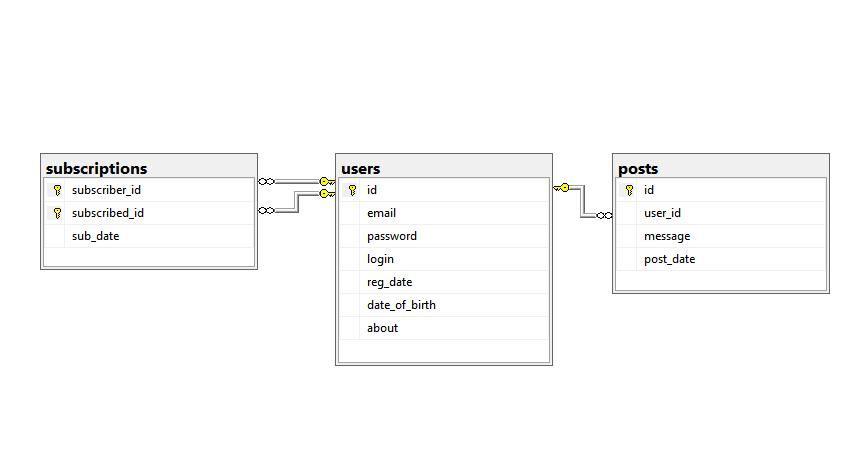 subscriptions
subscriber_id
subscribed_id
sub_date
users
id
email
password
login
reg_date
date_of_birth
about
posts
id
user_id
message
post_date